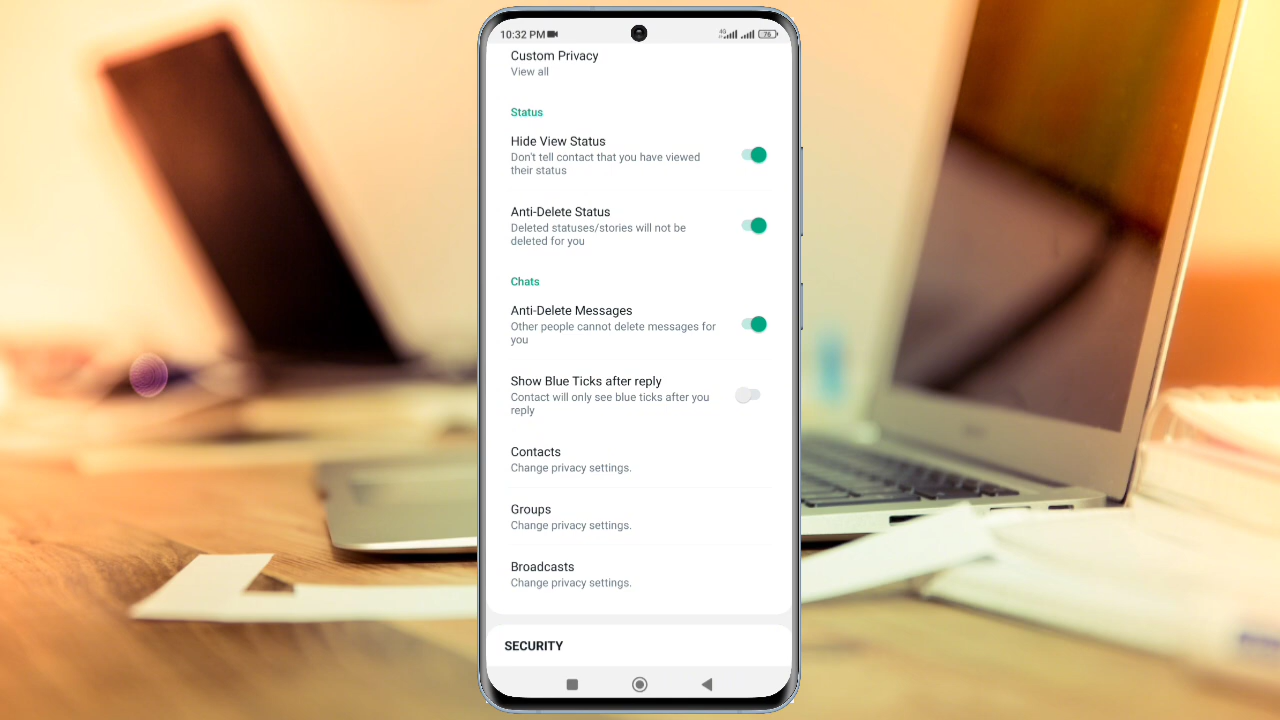 10:32 PM
4G
76
Custom Privacy
View all
Status
Hide View Status
Don't tell contact that you have viewed
their status
Anti-Delete Status
Deleted statuses/stories will not be
deleted for you
Chats
Anti-Delete Messages
Other people cannot delete messages for
you
Show Blue Ticks after reply
Contact will only see blue ticks after you
reply
Contacts
Change privacy settings.
Groups
Change privacy settings.
Broadcasts
Change privacy settings.
SECURITY